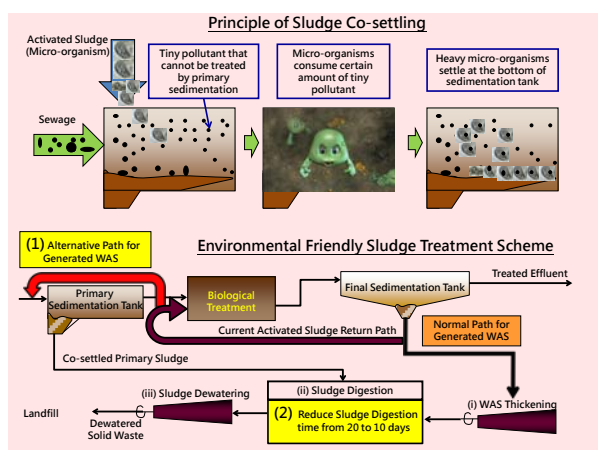 Principle of Sludge Co-settling
Activated Sludge
(Micro-organism)
Tiny pollutant that
cannot be treated
by primary
sedimentation
Micro-organisms
consume certain
amount of tiny
pollutant
Heavy micro-organisms
settle at the bottom of
sedimentation tank
Sewage
(1) Alternative Path for
Generated WAS
Environmental Friendly Sludge Treatment Scheme
Primary
Sedimentation Tank
Biological
Treatment
Final Sedimentation Tank
Treated Effluent
Current Activated Sludge Return Path
Normal Path for
Generated WAS
Co-settled Primary Sludge
(iii) Sludge Dewatering
(ii) Sludge Digestion
(i) WAS Thickening
Landfill
Dewatered
Solid Waste
(2) Reduce Sludge Digestion
time from 20 to 10 days